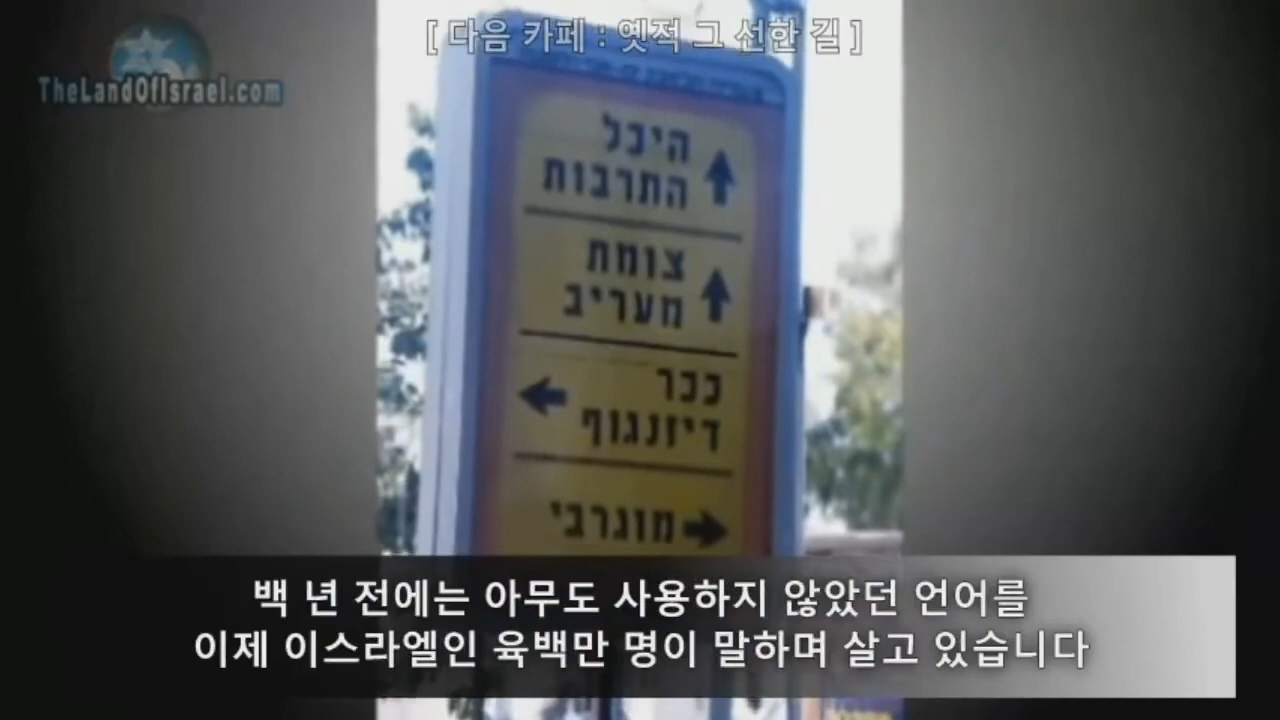 [ 다음 카페 : 옛적 그 선한 길 ]
TheLandOfIsrael.com
היכל
התרבות
צומת
מעריב
ככר
דיזנגוף
מוגרבי
백 년 전에는 아무도 사용하지 않았던 언어를
이제 이스라엘인 육백만 명이 말하며 살고 있습니다